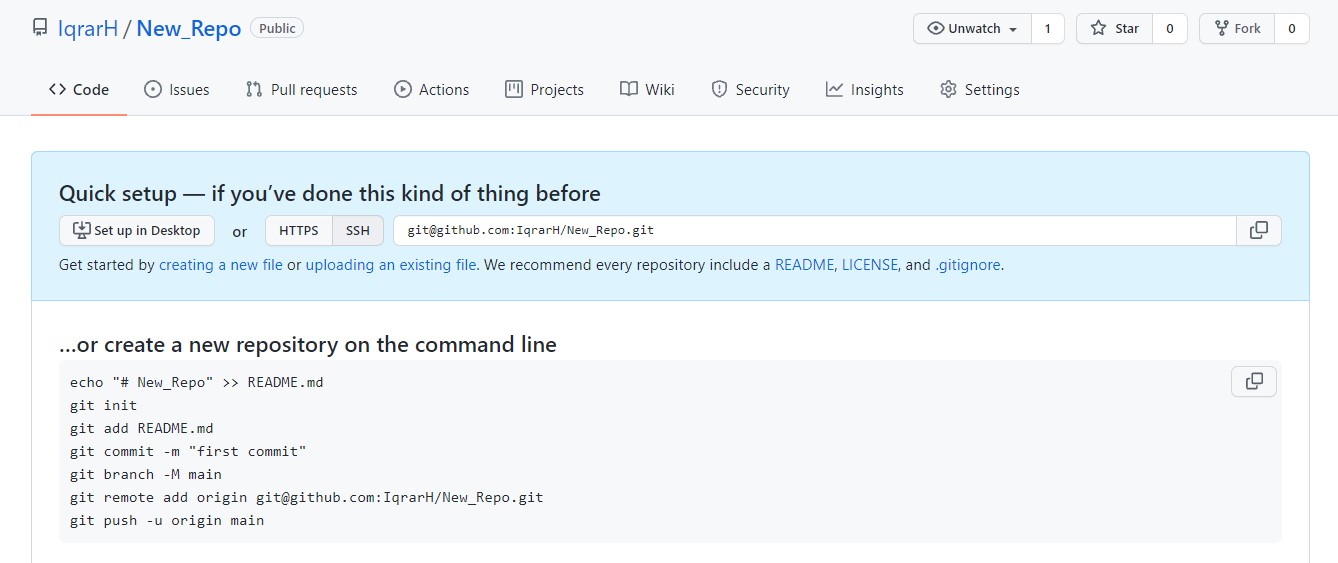 IqrarH / New_Repo Public Unwatch 1 Star 0 Fork 0
Code Issues Pull requests Actions Projects Wiki Security Insights Settings
Quick setup — if you’ve done this kind of thing before
Set up in Desktop or HTTPS SSH git@github.com:IqrarH/New_Repo.git
Get started by creating a new file or uploading an existing file. We recommend every repository include a README, LICENSE, and .gitignore.
…or create a new repository on the command line
echo "# New_Repo" >> README.md
git init
git add README.md
git commit -m "first commit"
git branch -M main
git remote add origin git@github.com:IqrarH/New_Repo.git
git push -u origin main